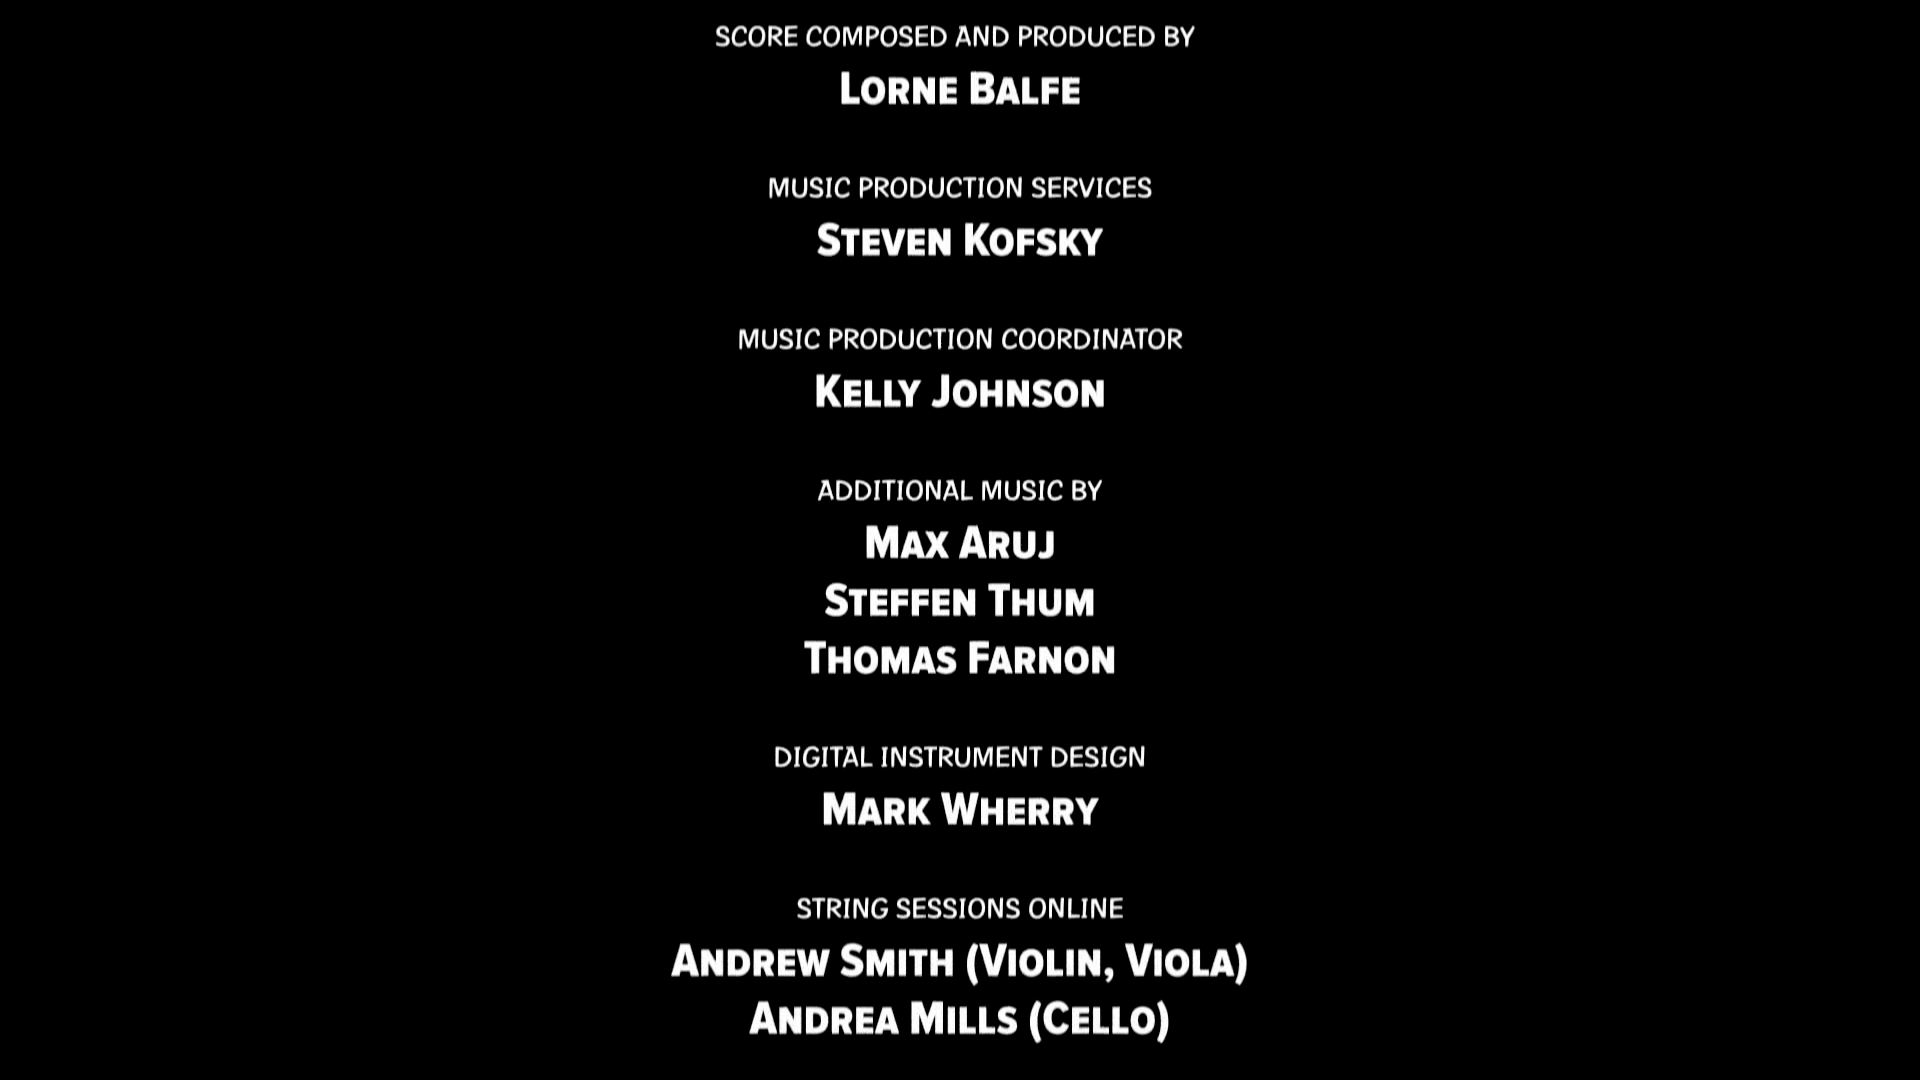 SCORE COMPOSED AND PRODUCED BY
LORNE BALFE
MUSIC PRODUCTION SERVICES
STEVEN KOFSKY
MUSIC PRODUCTION COORDINATOR
KELLY JOHNSON
ADDITIONAL MUSIC BY
MAX ARUJ
STEFFEN THUM
THOMAS FARNON
DIGITAL INSTRUMENT DESIGN
MARK WHERRY
STRING SESSIONS ONLINE
ANDREW SMITH (VIOLIN, VIOLA)
ANDREA MILLS (CELLO)